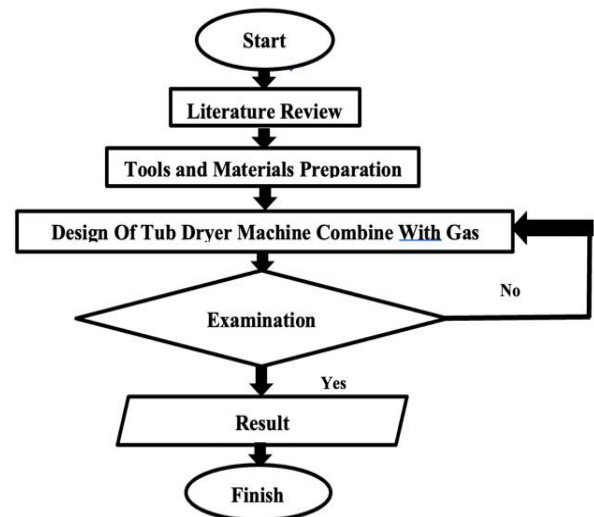 Start
Literature Review
Tools and Materials Preparation
Design Of Tub Dryer Machine Combine With Gas
No
Examination
Yes
Result
Finish